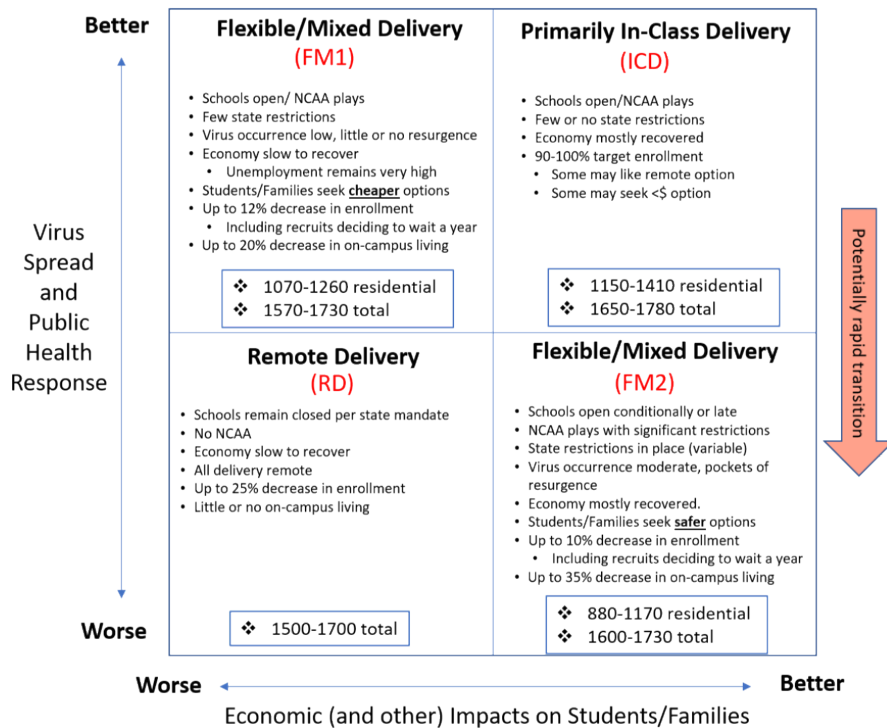 Better
Flexible/Mixed Delivery
(FM1)
• Schools open/ NCAA plays
• Few state restrictions
• Virus occurrence low, little or no resurgence
• Economy slow to recover
• Unemployment remains very high
• Students/Families seek cheaper options
• Up to 12% decrease in enrollment
• Including recruits deciding to wait a year
• Up to 20% decrease in on-campus living
❖ 1070-1260 residential
❖ 1570-1730 total
Primarily In-Class Delivery
(ICD)
• Schools open/NCAA plays
• Few or no state restrictions
• Economy mostly recovered
• 90-100% target enrollment
• Some may like remote option
• Some may seek <$ option
❖ 1150-1410 residential
❖ 1650-1780 total
Virus
Spread
and
Public
Health
Response
Potentially rapid transition
Remote Delivery
(RD)
• Schools remain closed per state mandate
• No NCAA
• Economy slow to recover
• All delivery remote
• Up to 25% decrease in enrollment
• Little or no on-campus living
❖ 1500-1700 total
Flexible/Mixed Delivery
(FM2)
• Schools open conditionally or late
• NCAA plays with significant restrictions
• State restrictions in place (variable)
• Virus occurrence moderate, pockets of
resurgence
• Economy mostly recovered.
• Students/Families seek safer options
• Up to 10% decrease in enrollment
• Including recruits deciding to wait a year
• Up to 35% decrease in on-campus living
❖ 880-1170 residential
❖ 1600-1730 total
Worse
Worse
Better
Economic (and other) Impacts on Students/Families